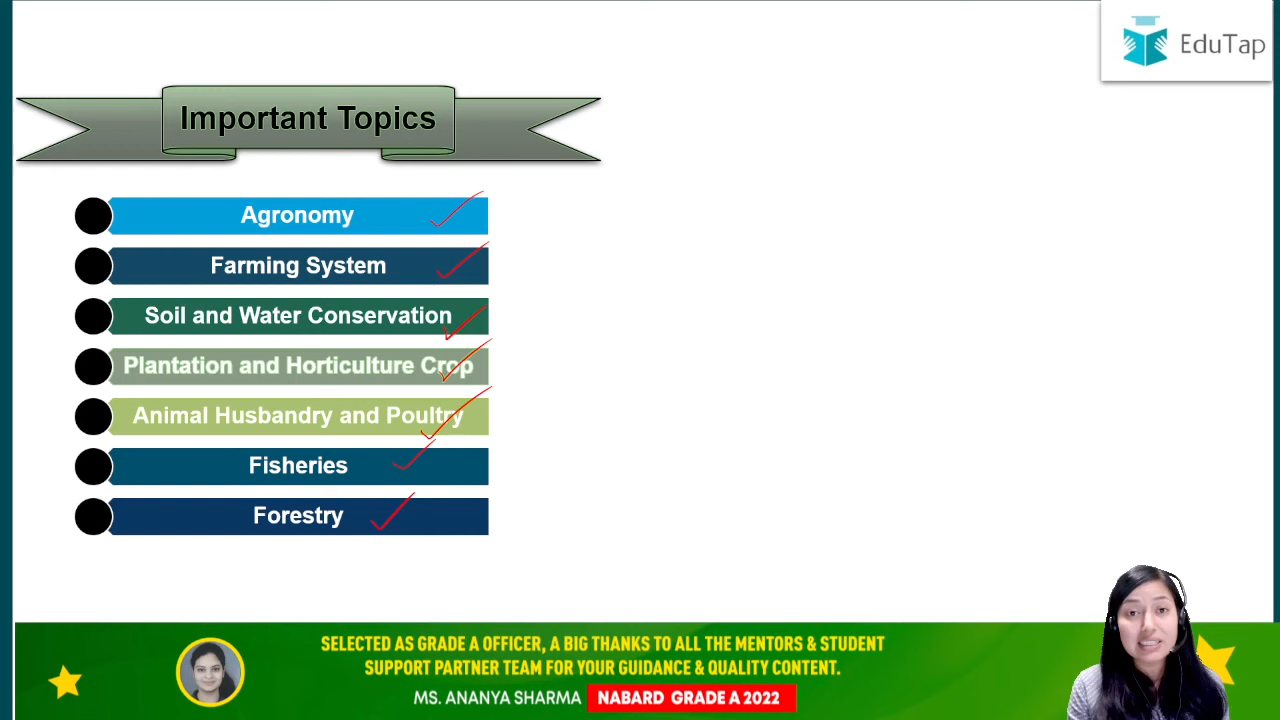 EduTap
Important Topics
Agronomy
Farming System
Soil and Water Conservation
Plantation and Horticulture Crop
Animal Husbandry and Poultry
Fisheries
Forestry
SELECTED AS GRADE A OFFICER, A BIG THANKS TO ALL THE MENTORS & STUDENT
SUPPORT PARTNER TEAM FOR YOUR GUIDANCE & QUALITY CONTENT.
MS. ANANYA SHARMA NABARD GRADE A 2022